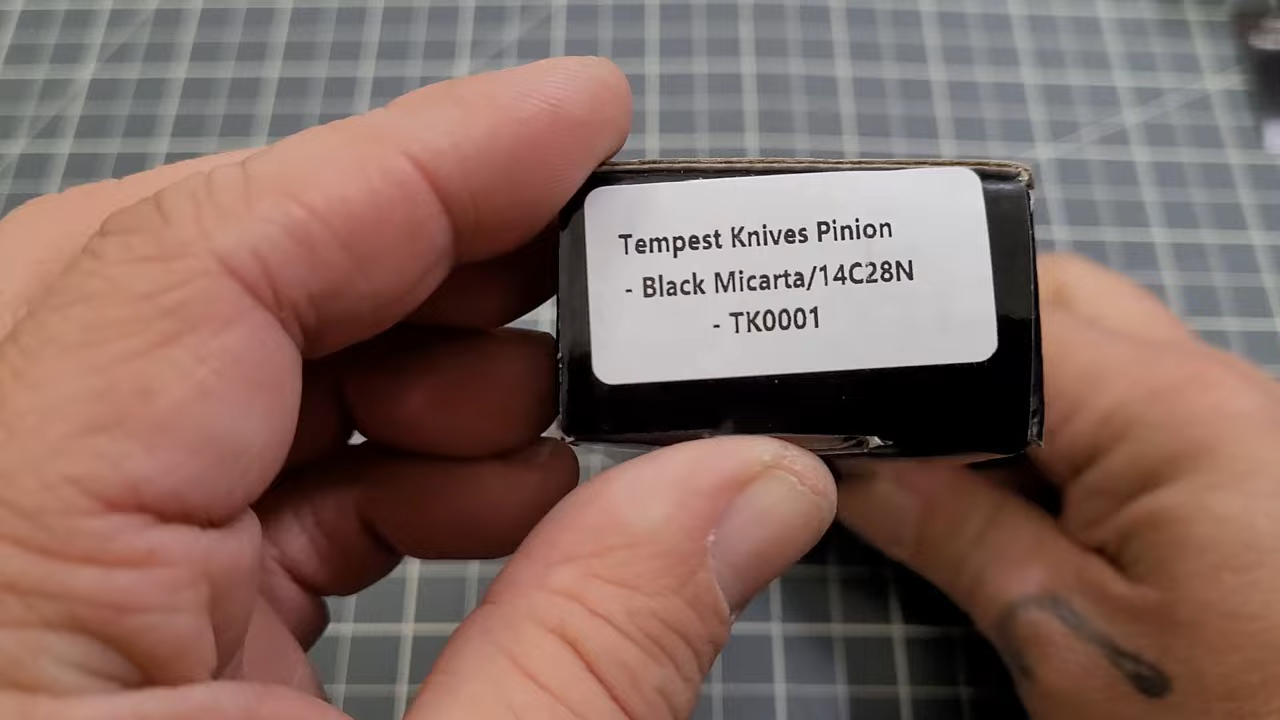 Tempest Knives Pinion
- Black Micarta/14C28N
- TK0001